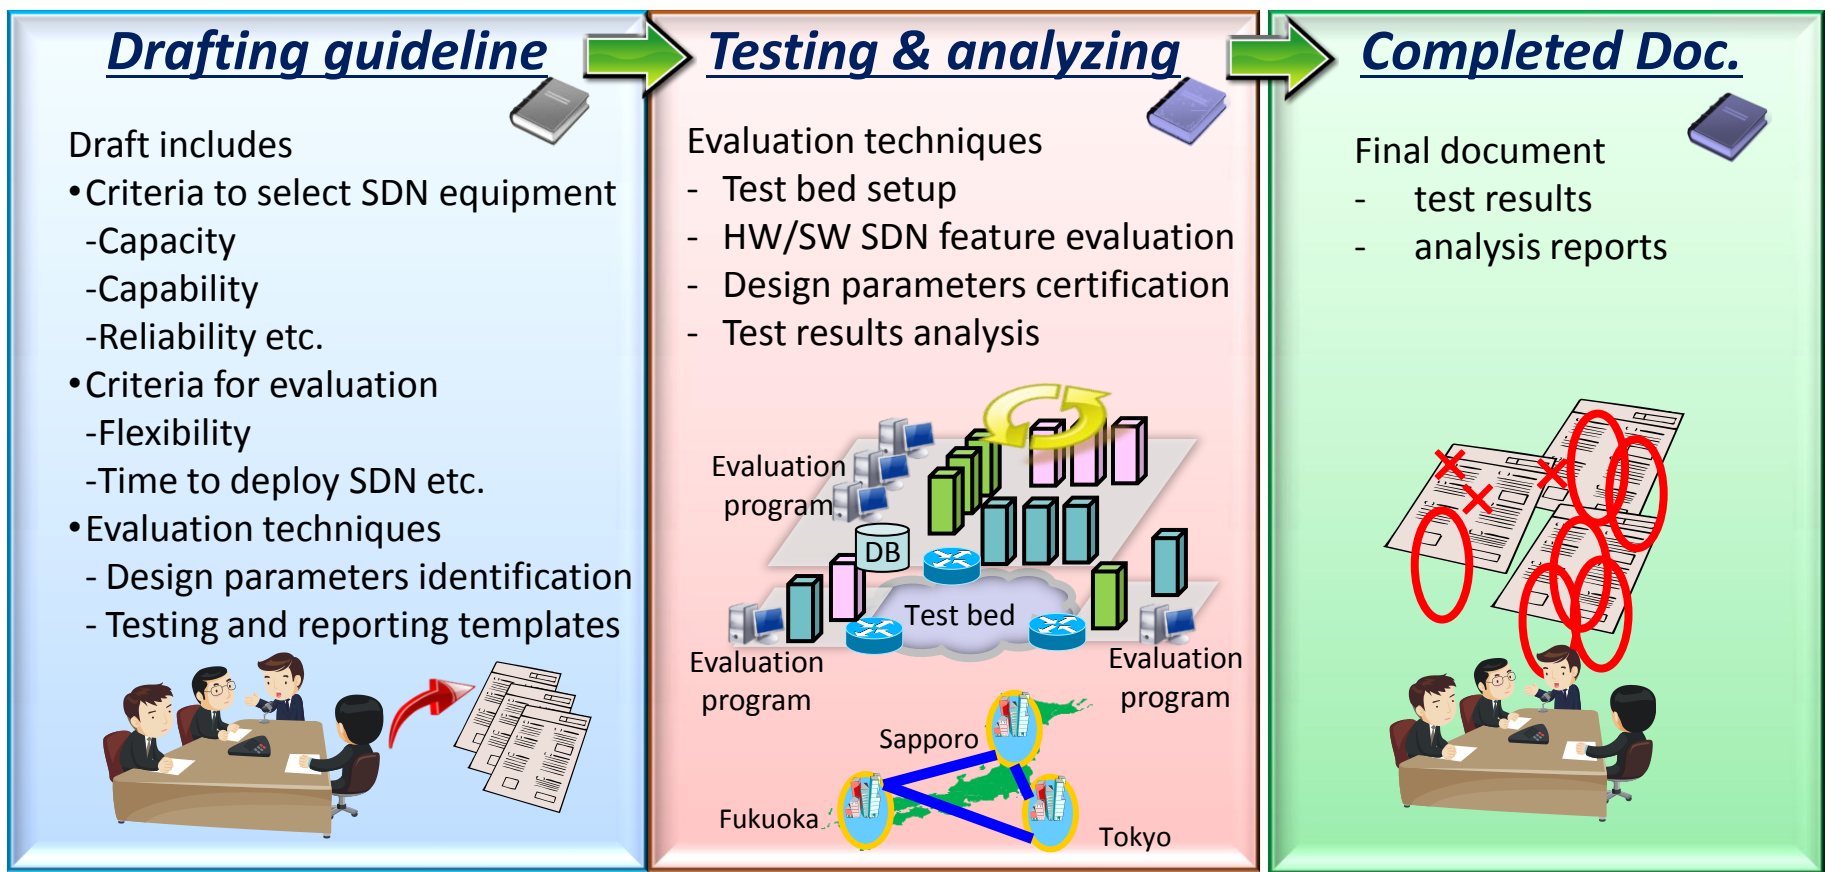 Drafting guideline
Draft includes
•Criteria to select SDN equipment
-Capacity
-Capability
-Reliability etc.
•Criteria for evaluation
-Flexibility
-Time to deploy SDN etc.
•Evaluation techniques
- Design parameters identification
- Testing and reporting templates
Testing & analyzing
Evaluation techniques
- Test bed setup
- HW/SW SDN feature evaluation
- Design parameters certification
- Test results analysis
Evaluation
program
DB
Test bed
Evaluation
program
Evaluation
program
Sapporo
Fukuoka
Tokyo
Completed Doc.
Final document
- test results
- analysis reports